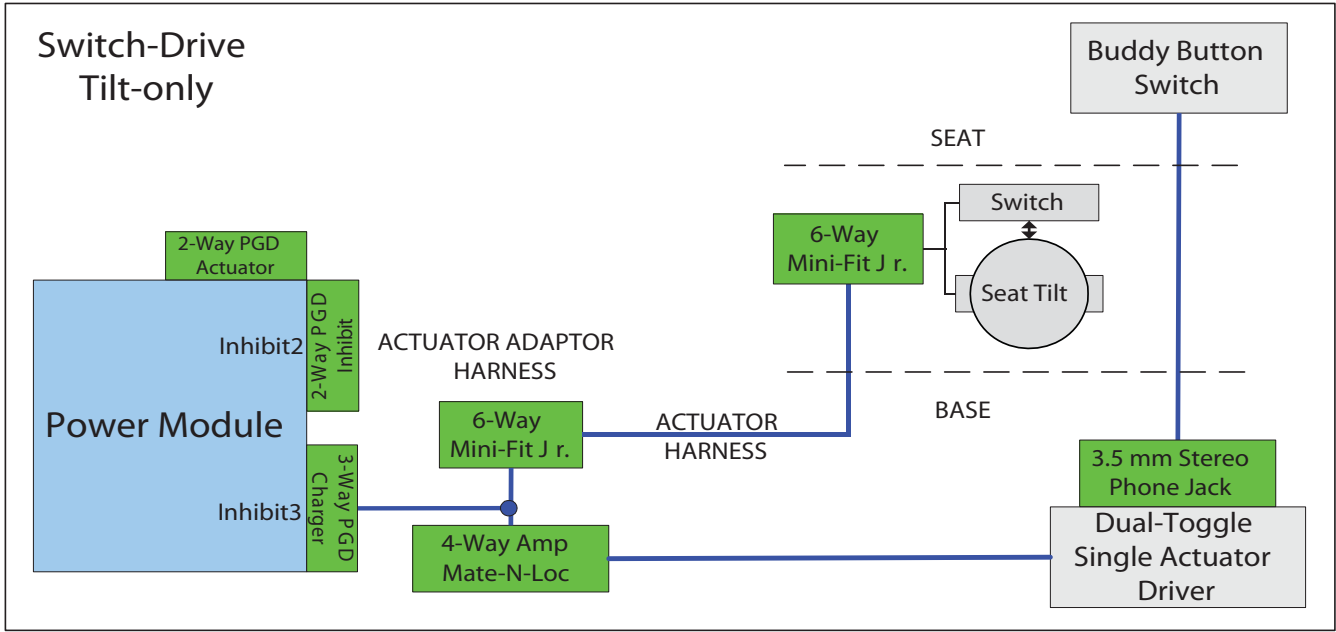 Switch-Drive
Tilt-only
Buddy Button
Switch
SEAT
Switch
6-Way
Mini-Fit J r.
Seat Tilt
2-Way PGD
Actuator
Inhibit2
2-Way PGD
Inhibit
ACTUATOR ADAPTOR
HARNESS
Power Module
6-Way
Mini-Fit J r.
ACTUATOR
HARNESS
BASE
3.5 mm Stereo
Phone Jack
Inhibit3
3-Way PGD
Charger
4-Way Amp
Mate-N-Loc
Dual-Toggle
Single Actuator
Driver